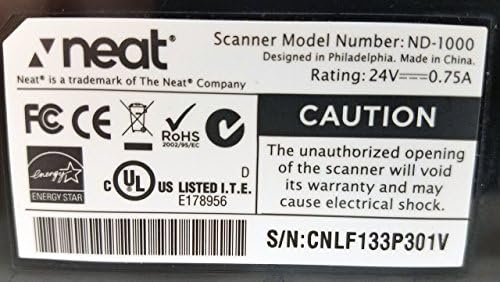 neat®
Scanner Model Number: ND-1000
Designed in Philadelphia. Made in China.
Neat® is a trademark of The Neat® Company
Rating: 24V⎓0.75A
FC CE RoHS
2002/95/EC
N
CAUTION
The unauthorized opening
of the scanner will void
its warranty and may
cause electrical shock.
energy
ENERGY STAR
D
C UL US LISTED I.T.E.
E178956
S/N:CNLF133P301V